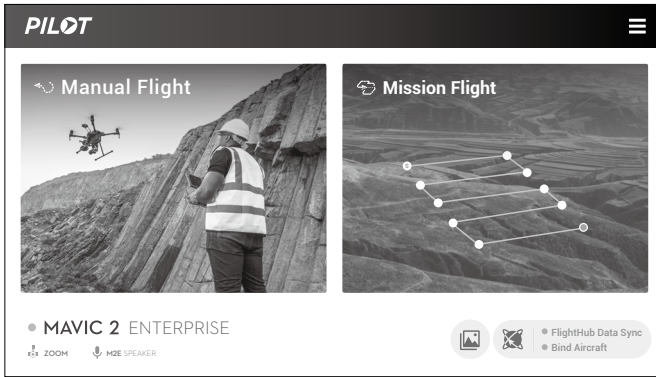 PILOT
Manual Flight
Mission Flight
S
MAVIC 2 ENTERPRISE
ZOOM
M2E SPEAKER
FlightHub Data Sync
Bind Aircraft